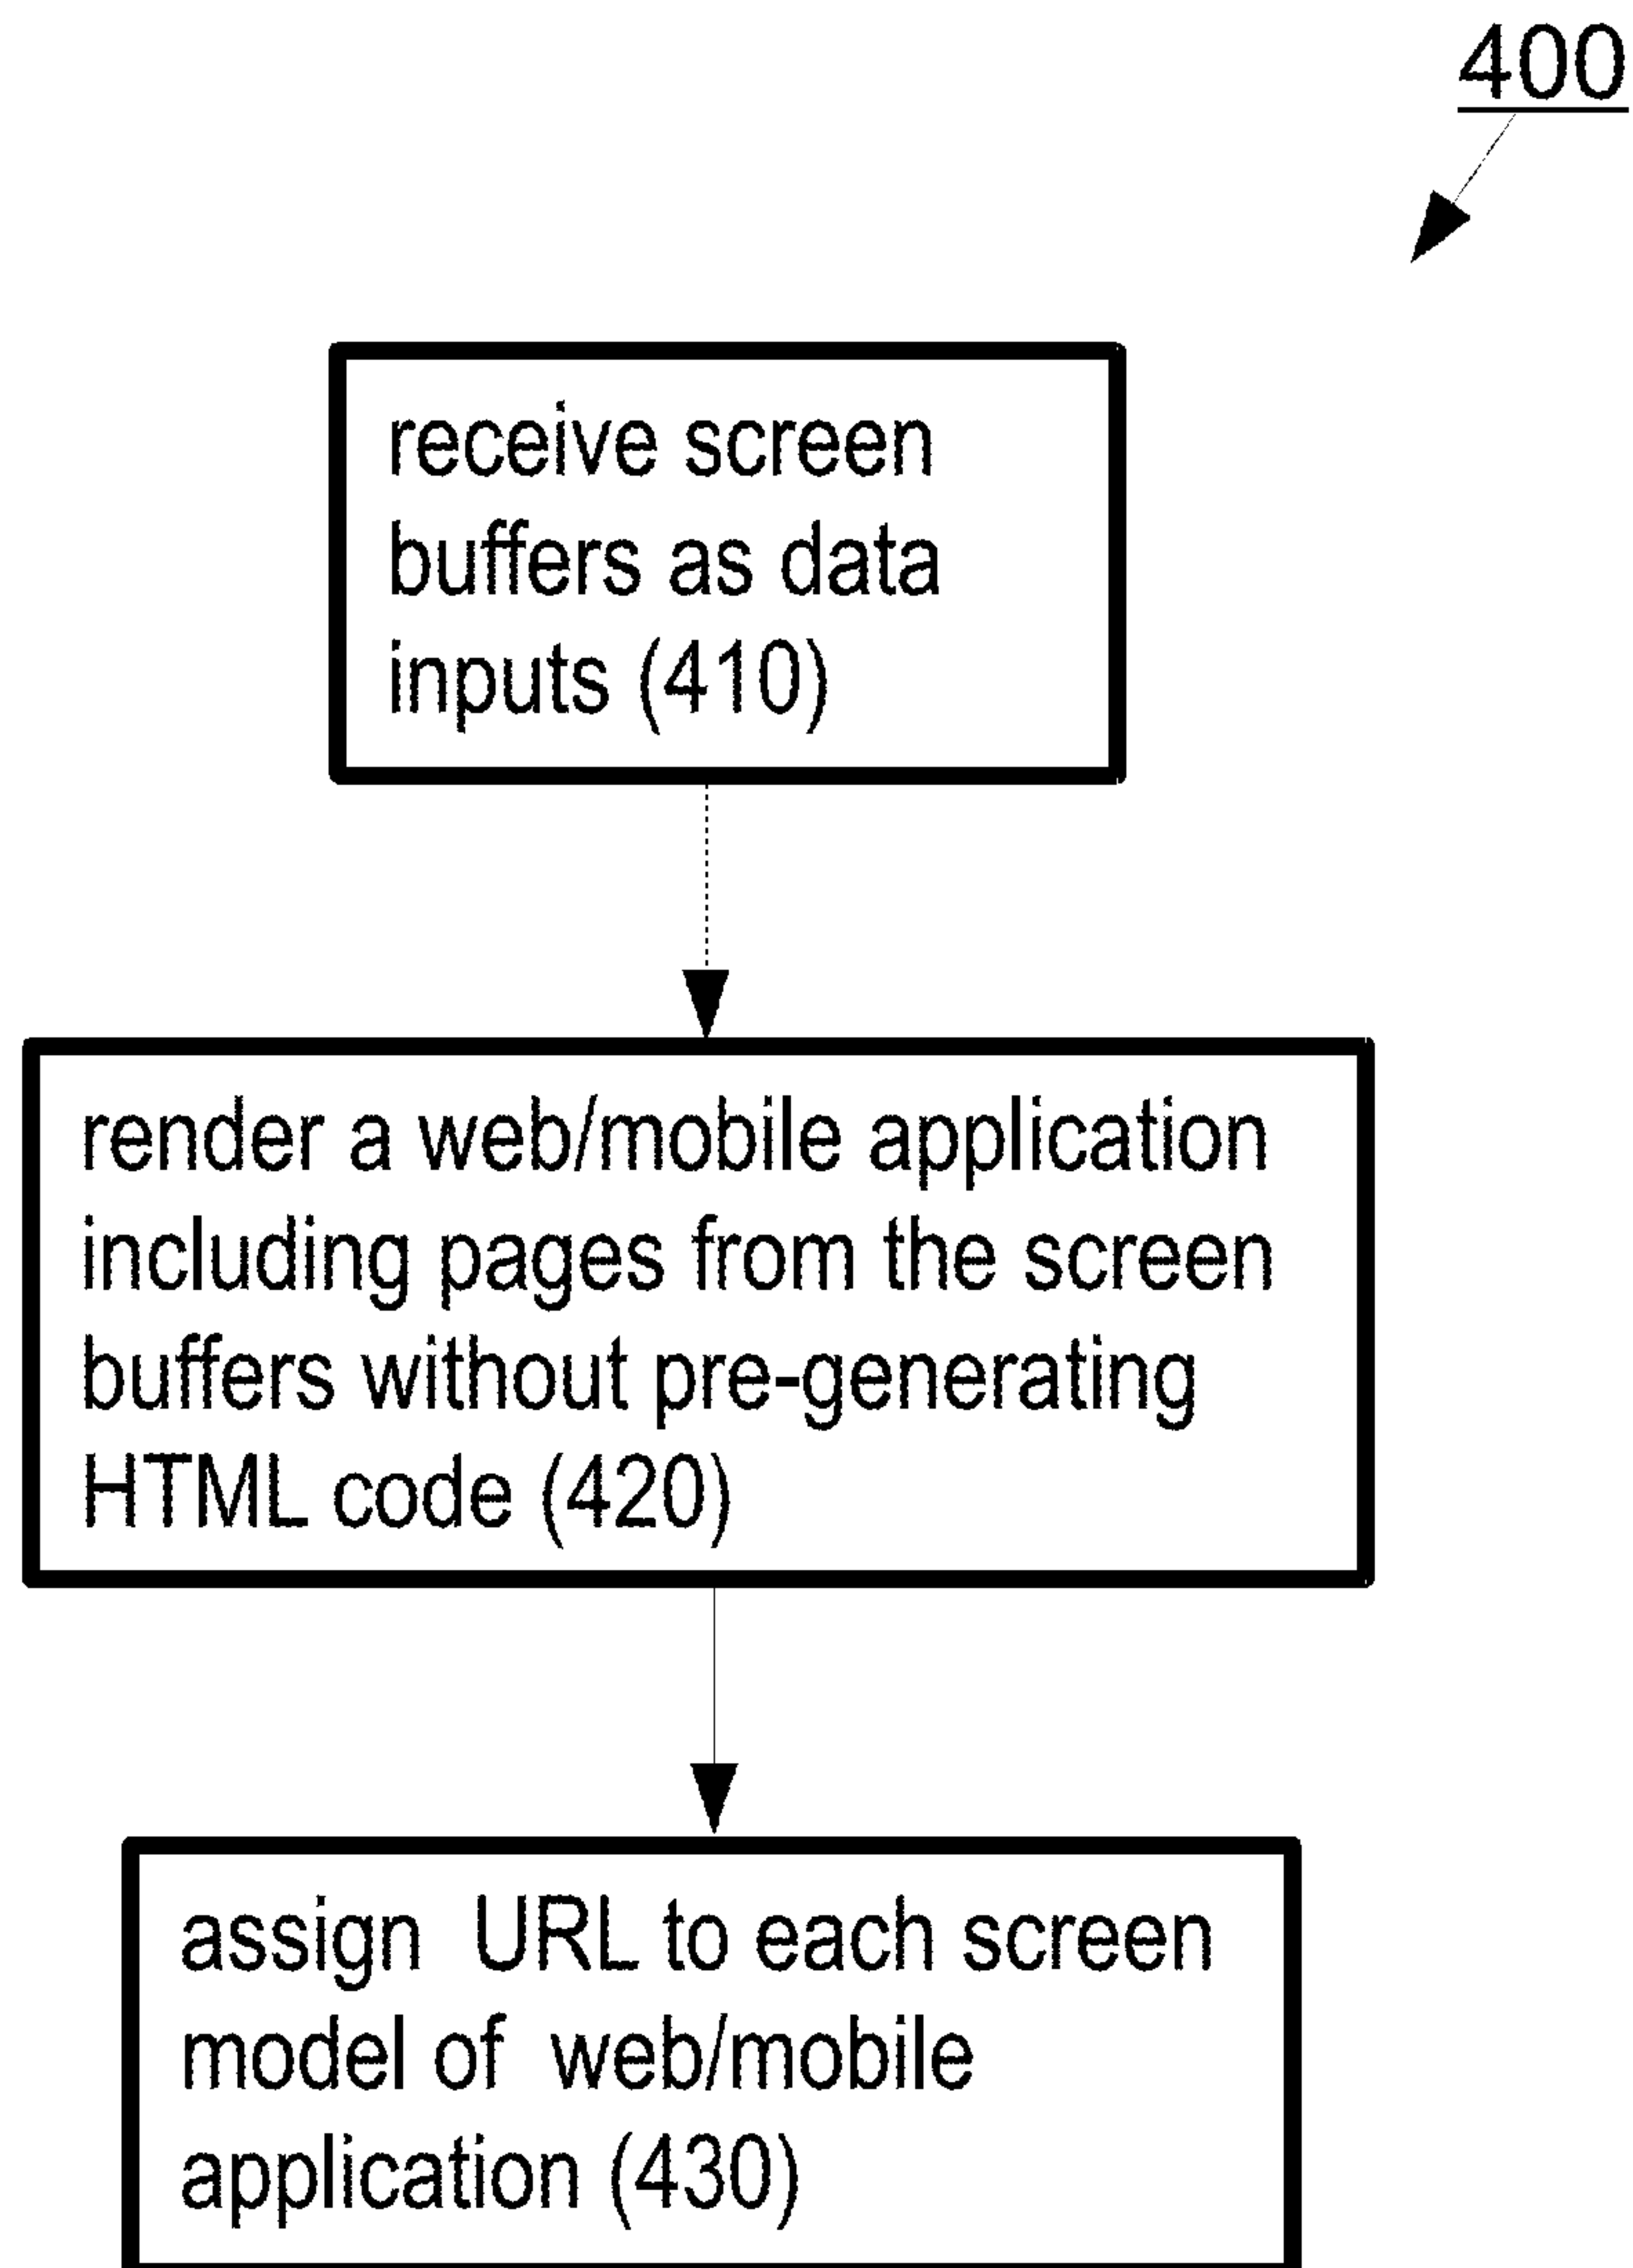 400
receive screen
buffers as data
inputs (410)
render a web/mobile application
including pages from the screen
buffers without pre-generating
HTML code (420)
assign URL to each screen
model of web/mobile
application (430)